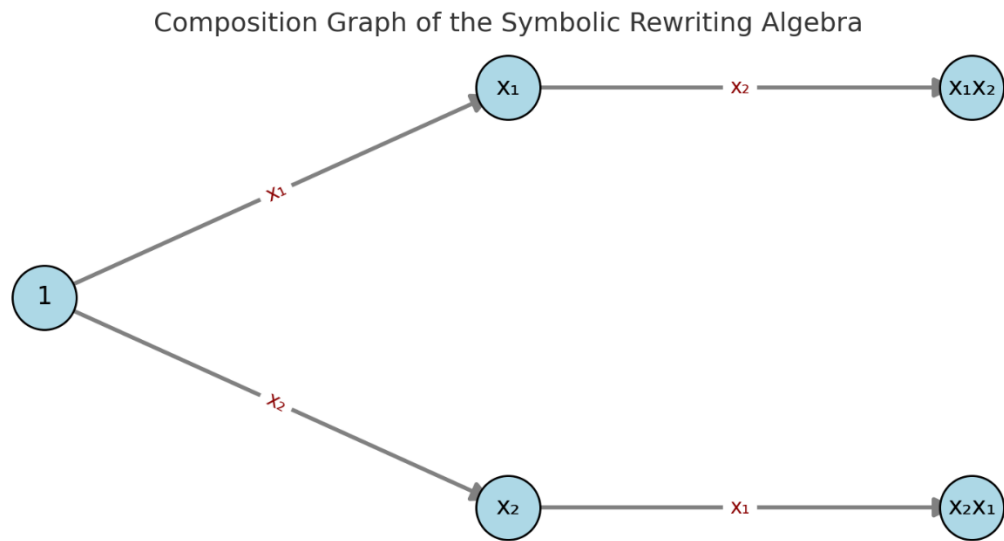 Composition Graph of the Symbolic Rewriting Algebra
x₁
x₂
x₁x₂
x₁
1
x₂
x₂
x₁
x₂x₁